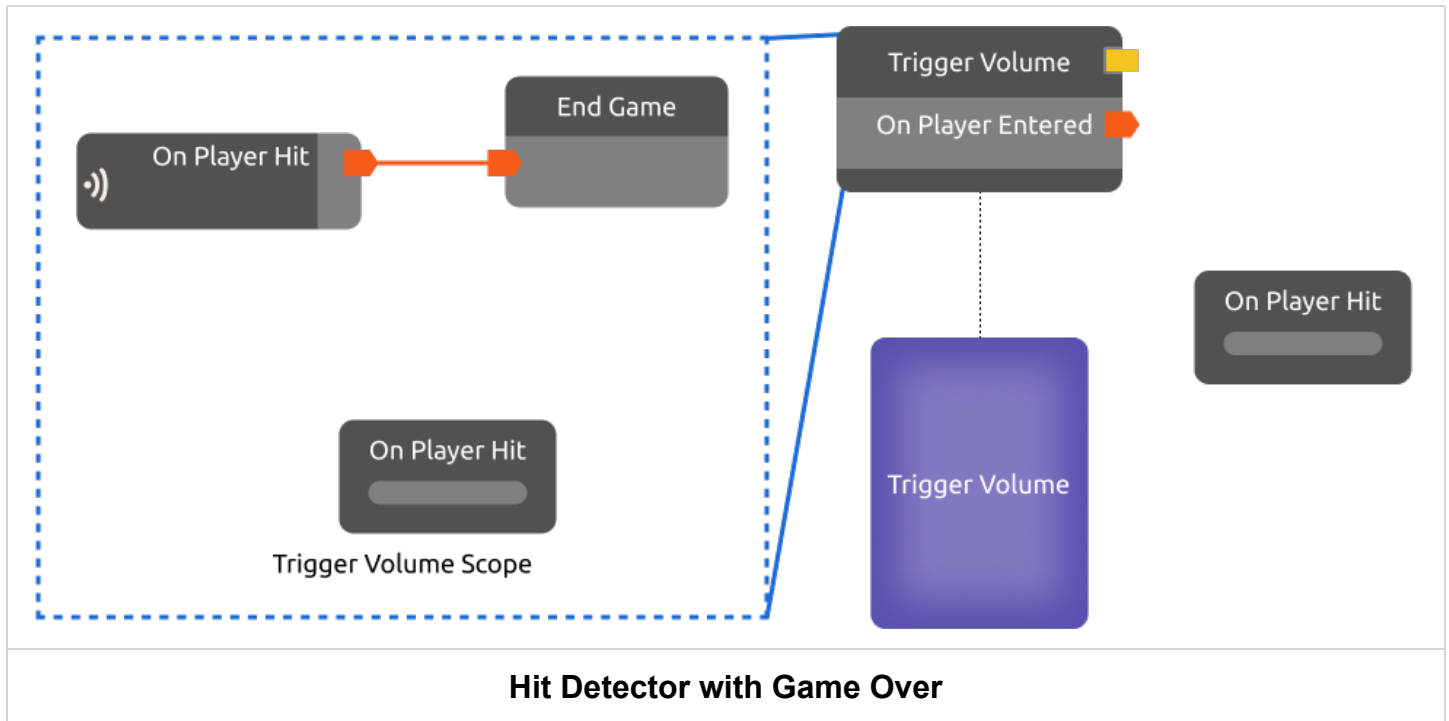 End Game
On Player Hit
On Player Hit
Trigger Volume Scope
Trigger Volume
On Player Entered
On Player Hit
Trigger Volume
Hit Detector with Game Over